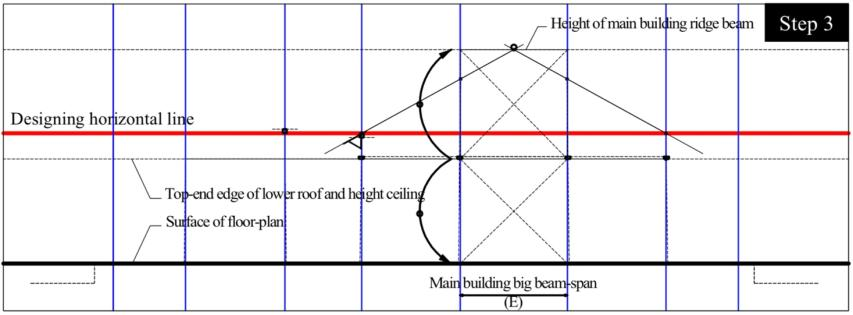 Height of main building ridge beam
Step 3
Designing horizontal line
Top-end edge of lower roof and height ceiling
Surface of floor-plan
Main building big beam-span
(E)